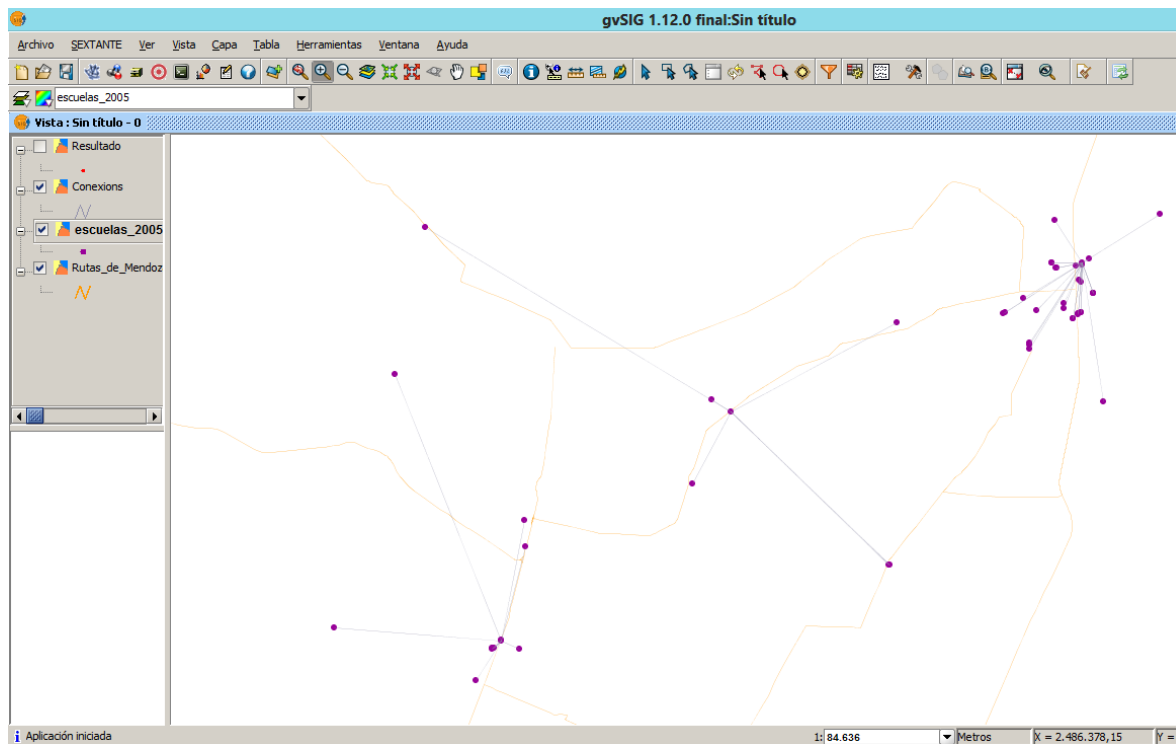 gvSIG 1.12.0 final:Sin título
Archivo SEXTANTE Ver Vista Capa Tabla Herramientas Ventana Ayuda
escuelas_2005
Vista : Sin título - 0
Resultado
Conexions
escuelas_2005
Rutas_de_Mendoz
Aplicación iniciada 1: 84.636 Metros X = 2.486.378,15 Y =